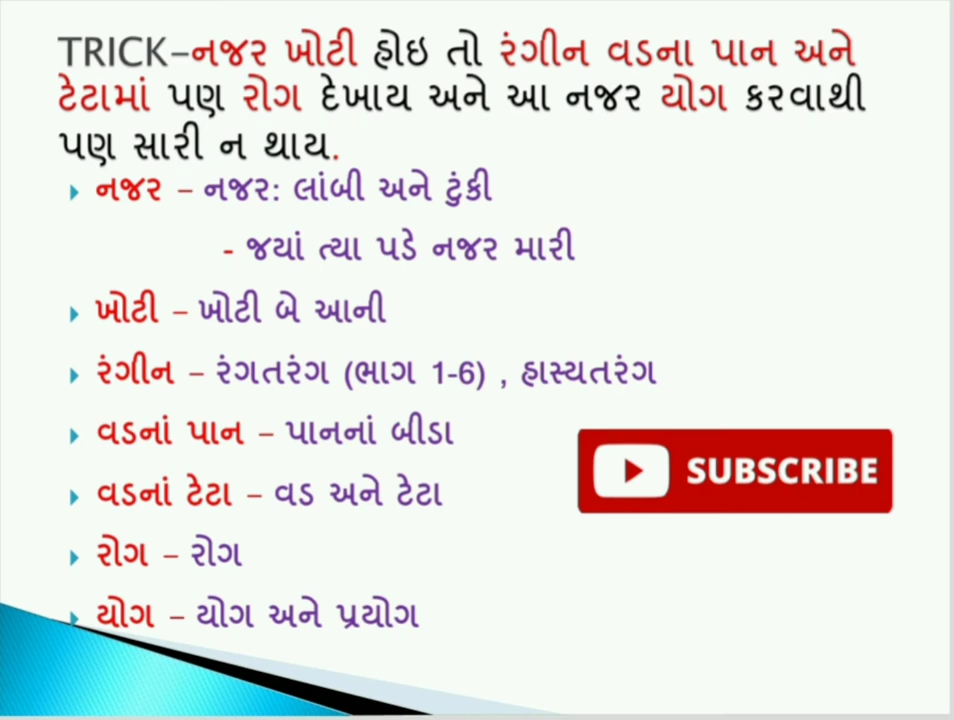 TRICK–નજર ખોટી હોઇ તો રંગીન વડના પાન અને
ટેટામાં પણ રોગ દેખાય અને આ નજર યોગ કરવાથી
પણ સારી ન થાય.
નજર – નજર: લાંબી અને ટુંકી
- જયાં ત્યા પડે નજર મારી
ખોટી – ખોટી બે આની
રંગીન – રંગતરંગ (ભાગ 1-6) , હાસ્યતરંગ
વડનાં પાન – પાનનાં બીડા
વડનાં ટેટા – વડ અને ટેટા
રોગ – રોગ
યોગ – યોગ અને પ્રયોગ
SUBSCRIBE